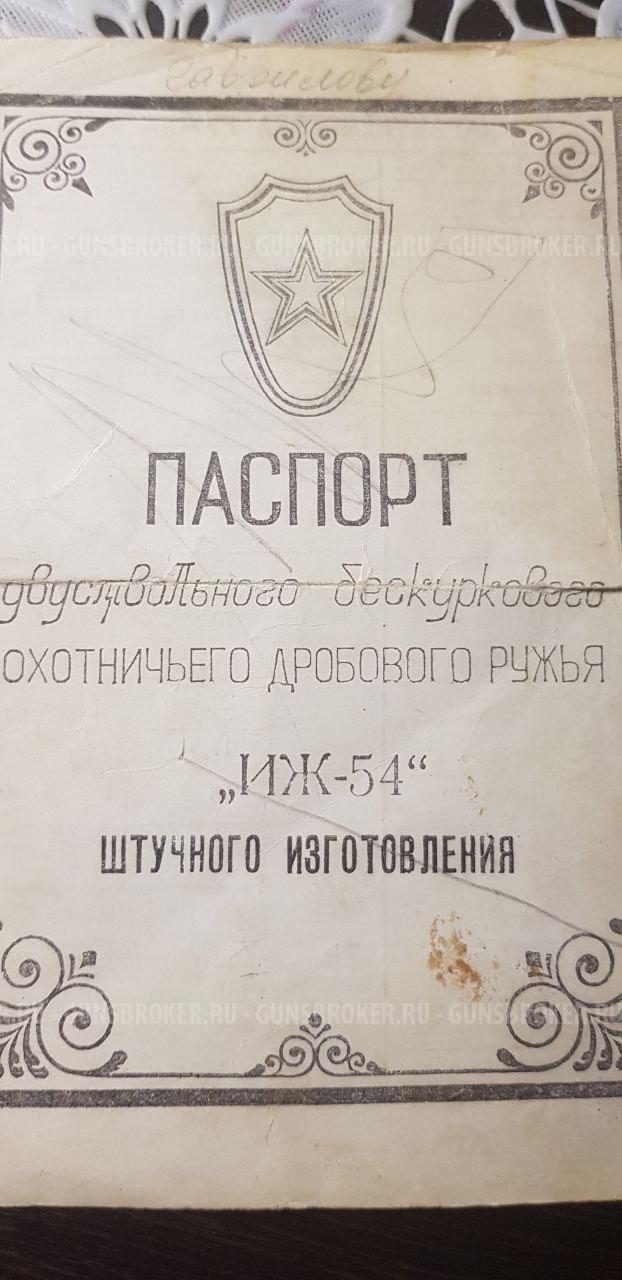 Гаврилову
.RU - GUNSBROKER.RU - GUNSBROKER.RU - GUNSBROKER.RU
ПАСПОРТ
двуствольного бескуркового
ОХОТНИЧЬЕГО ДРОБОВОГО РУЖЬЯ
„ИЖ-54“
ШТУЧНОГО ИЗГОТОВЛЕНИЯ
GUNSBROKER.RU - GUNSBROKER.RU - GUNSBROKER.RU